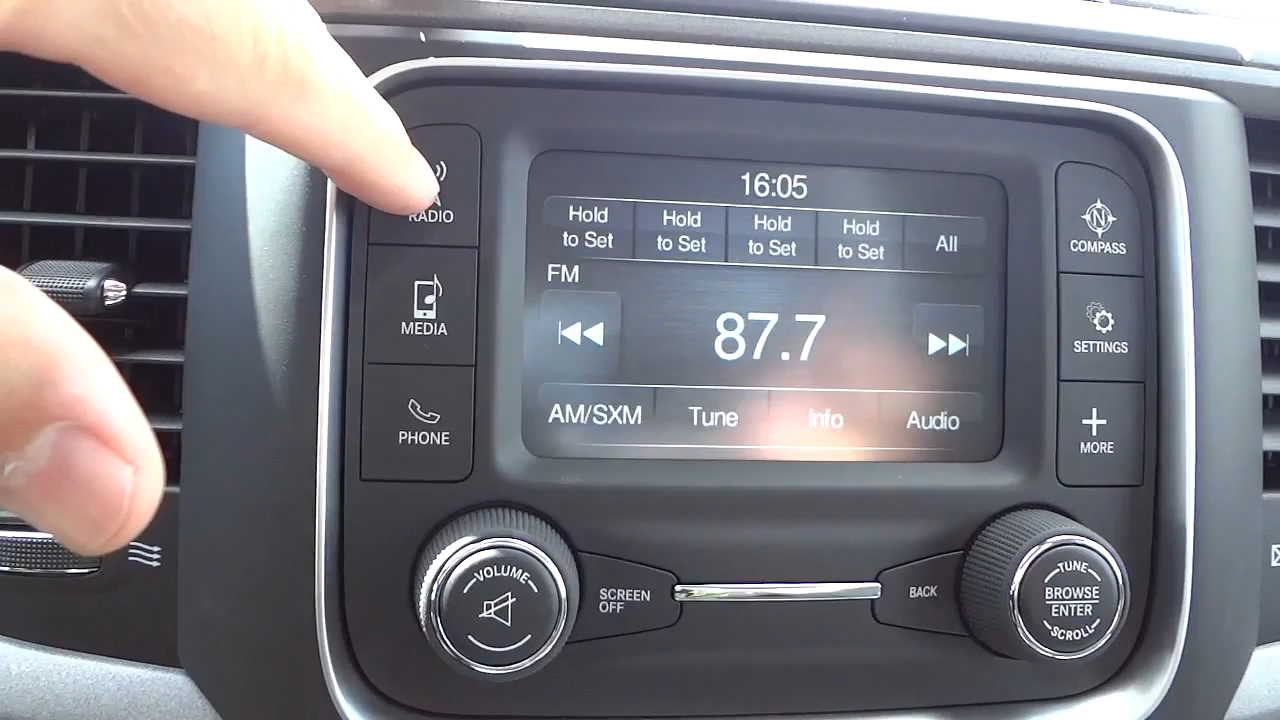 RADIO
MEDIA
PHONE
16:05
Hold to Set
Hold to Set
Hold to Set
Hold to Set
All
FM
87.7
AM/SXM
Tune
Info
Audio
N
COMPASS
SETTINGS
MORE
VOLUME
SCREEN
OFF
BACK
TUNE
BROWSE
ENTER
SCROLL